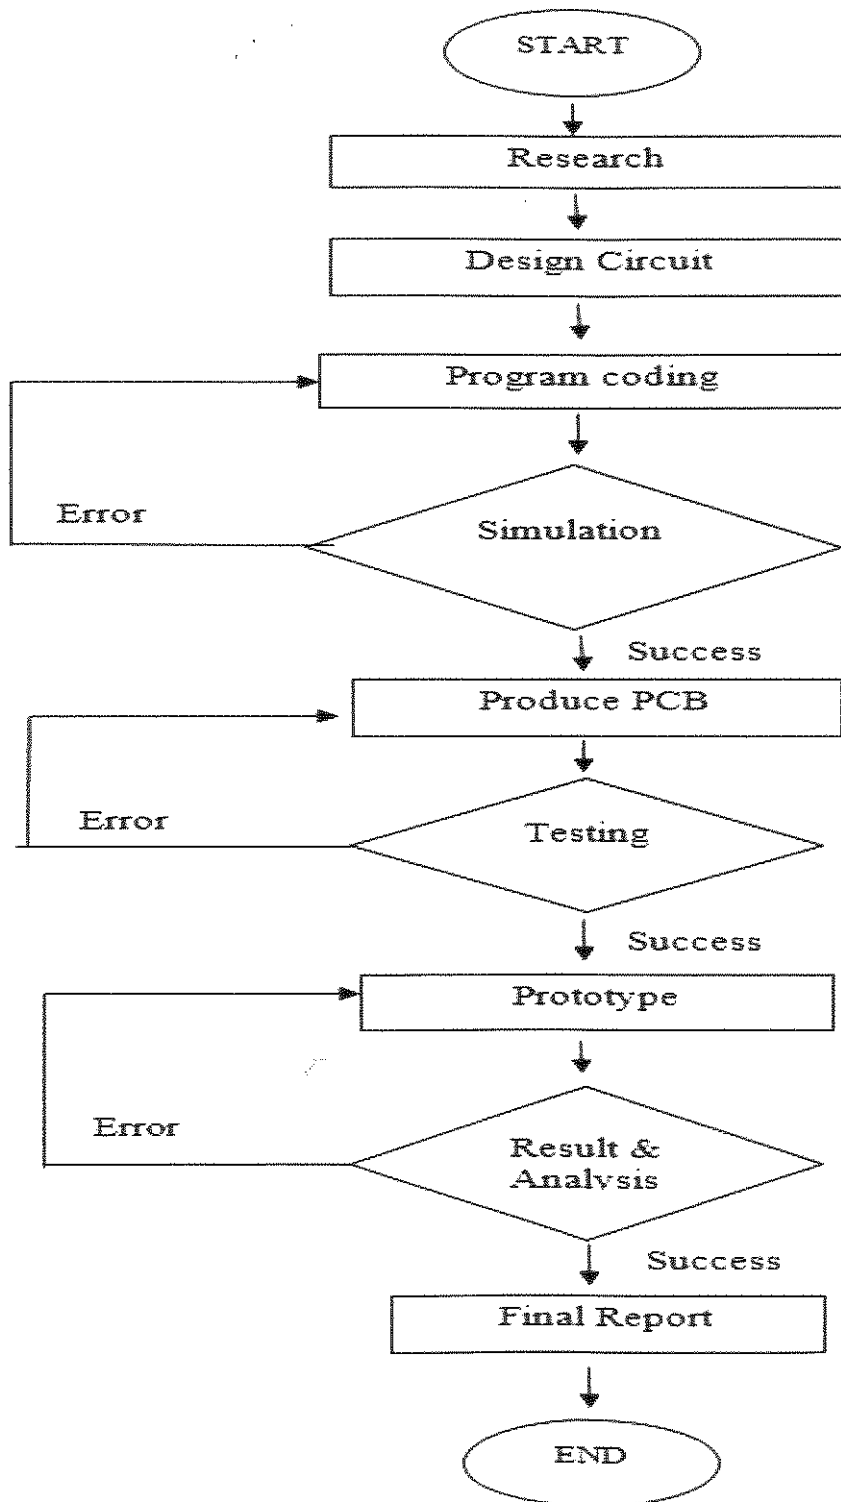 START
Research
Design Circuit
Program coding
Error
Simulation
Success
Produce PCB
Error
Testing
Success
Prototype
Error
Result &
Analysis
Success
Final Report
END